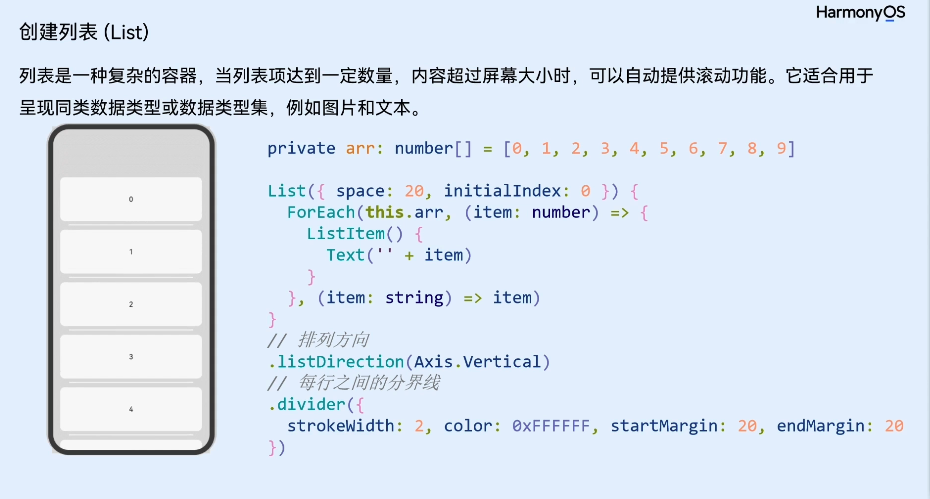 HarmonyOS
创建列表 (List)
列表是一种复杂的容器，当列表项达到一定数量，内容超过屏幕大小时，可以自动提供滚动功能。它适合用于
呈现同类数据类型或数据类型集，例如图片和文本。
0
1
2
3
4
private arr: number[] = [0, 1, 2, 3, 4, 5, 6, 7, 8, 9]
List({ space: 20, initialIndex: 0 }) {
  ForEach(this.arr, (item: number) => {
    ListItem() {
      Text('' + item)
    }
  }, (item: string) => item)
}
// 排列方向
.listDirection(Axis.Vertical)
// 每行之间的分界线
.divider({
  strokeWidth: 2, color: 0xFFFFFF, startMargin: 20, endMargin: 20
})